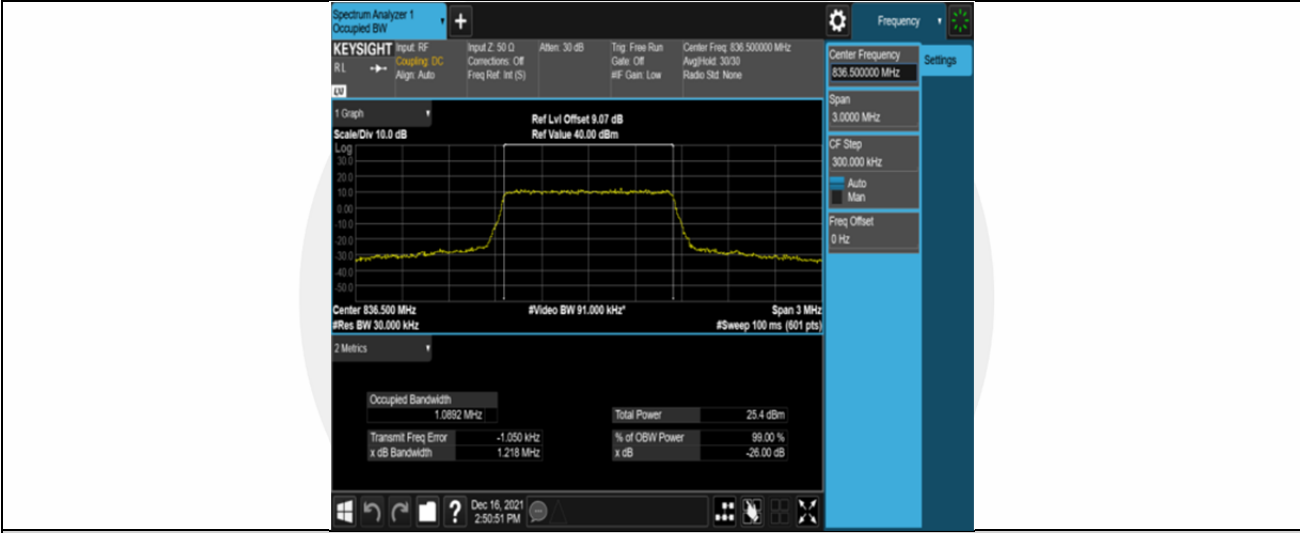 Spectrum Analyzer 1
Occupied BW
+
Frequency
KEYSIGHT
RL
Input: RF
Coupling: DC
Align: Auto
Input Z: 50 Ω
Corrections: Off
Freq Ref: Int (S)
Atten: 30 dB
Trig: Free Run
Gate: Off
#IF Gain: Low
Center Freq: 836.500000 MHz
Avg|Hold: 30/30
Radio Std: None
Center Frequency
836.500000 MHz
Settings
Span
3.0000 MHz
CF Step
300.000 kHz
Auto
Man
Freq Offset
0 Hz
1 Graph
Scale/Div 10.0 dB
Ref Lvl Offset 9.07 dB
Ref Value 40.00 dBm
Log
30.0
20.0
10.0
0.00
-10.0
-20.0
-30.0
-40.0
-50.0
Center 836.500 MHz
#Video BW 91.000 kHz*
Span 3 MHz
#Res BW 30.000 kHz
#Sweep 100 ms (601 pts)
2 Metrics
Occupied Bandwidth
1.0892 MHz
Total Power 25.4 dBm
Transmit Freq Error -1.050 kHz
% of OBW Power 99.00 %
x dB Bandwidth 1.218 MHz
x dB -26.00 dB
?
Dec 16, 2021
2:50:51 PM